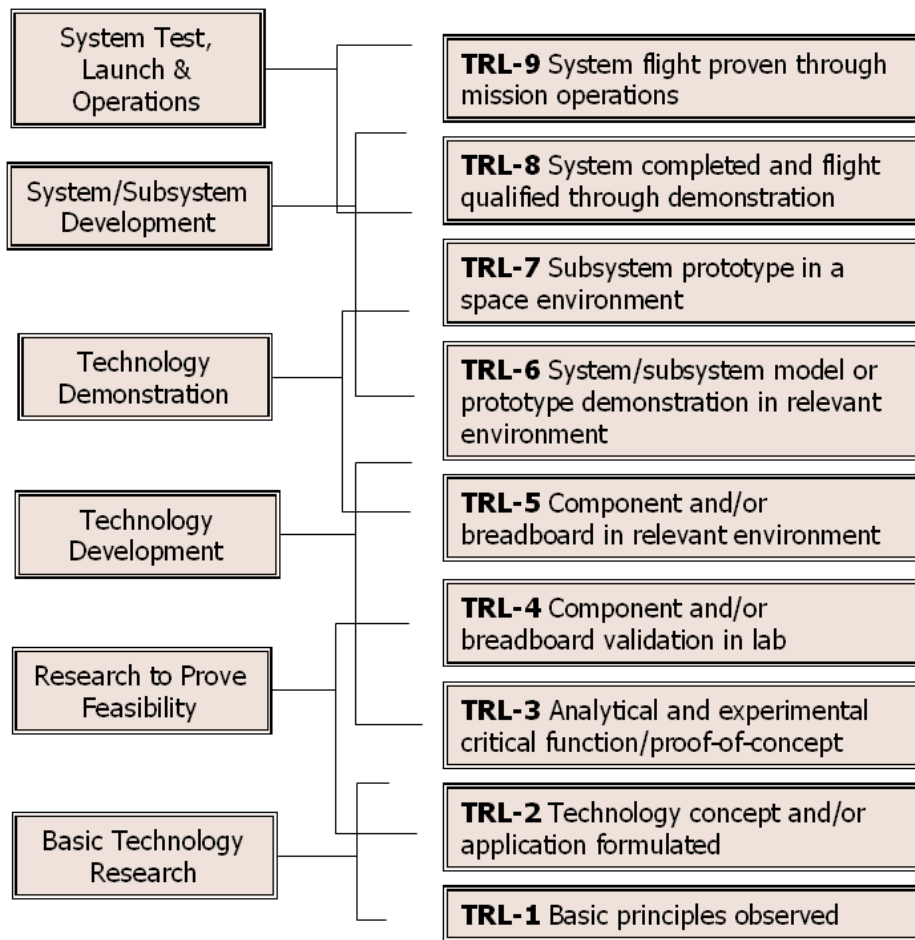 System Test,
Launch &
Operations
System/Subsystem
Development
Technology
Demonstration
Technology
Development
Research to Prove
Feasibility
Basic Technology
Research
TRL-9 System flight proven through
mission operations
TRL-8 System completed and flight
qualified through demonstration
TRL-7 Subsystem prototype in a
space environment
TRL-6 System/subsystem model or
prototype demonstration in relevant
environment
TRL-5 Component and/or
breadboard in relevant environment
TRL-4 Component and/or
breadboard validation in lab
TRL-3 Analytical and experimental
critical function/proof-of-concept
TRL-2 Technology concept and/or
application formulated
TRL-1 Basic principles observed